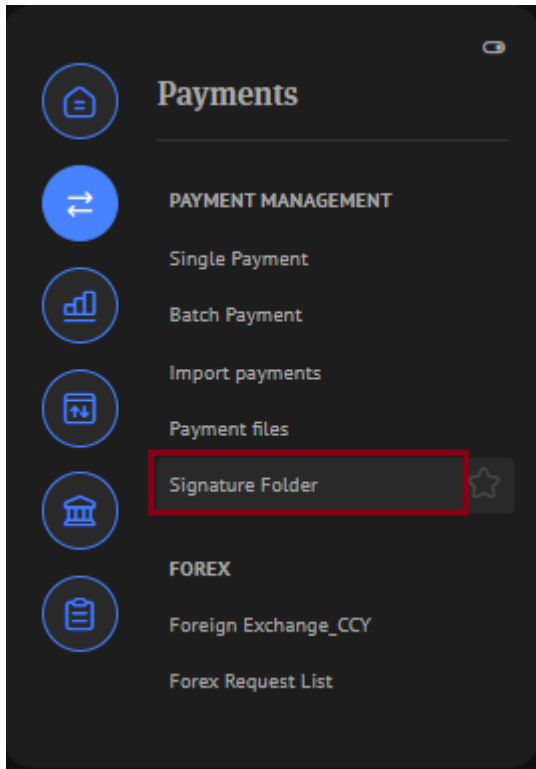 Payments
PAYMENT MANAGEMENT
Single Payment
Batch Payment
Import payments
Payment files
Signature Folder
FOREX
Foreign Exchange_CCY
Forex Request List